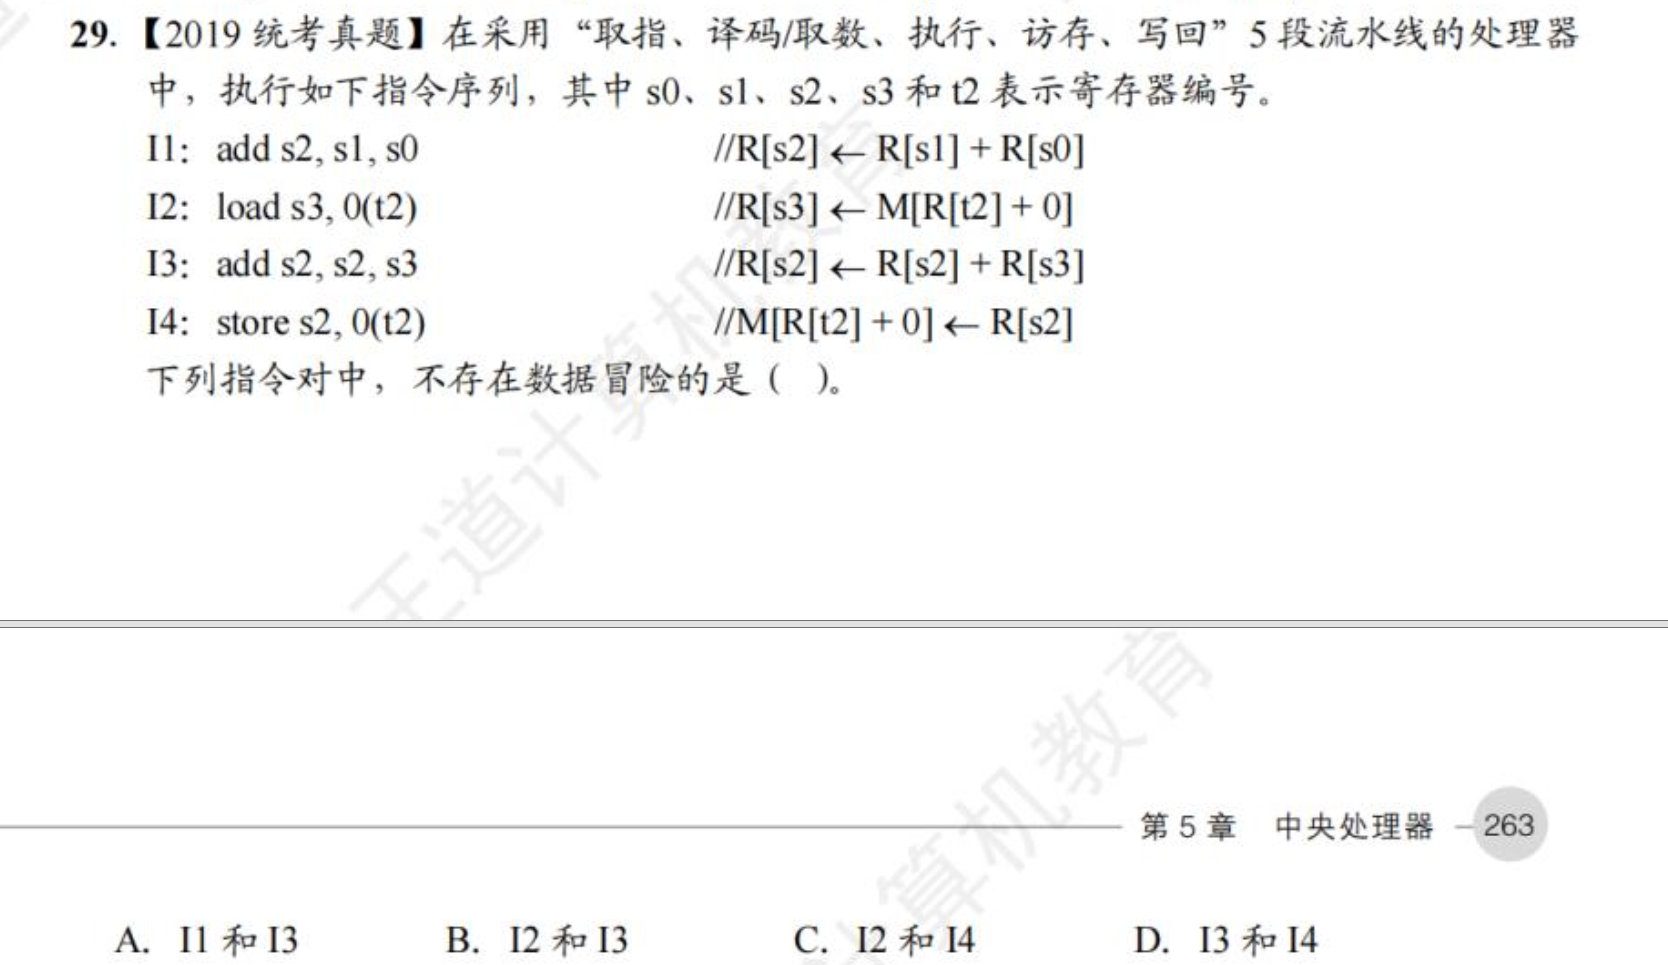 29.【2019 统考真题】在采用“取指、译码/取数、执行、访存、写回”5 段流水线的处理器
中，执行如下指令序列，其中 s0、s1、s2、s3 和 t2 表示寄存器编号。
I1: add s2, s1, s0 //R[s2] ← R[s1] + R[s0]
I2: load s3, 0(t2) //R[s3] ← M[R[t2] + 0]
I3: add s2, s2, s3 //R[s2] ← R[s2] + R[s3]
I4: store s2, 0(t2) //M[R[t2] + 0] ← R[s2]
下列指令对中，不存在数据冒险的是（ ）。
王道计算机教育
第 5 章 中央处理器 263
计算机教育
A. I1 和 I3 B. I2 和 I3 C. I2 和 I4 D. I3 和 I4